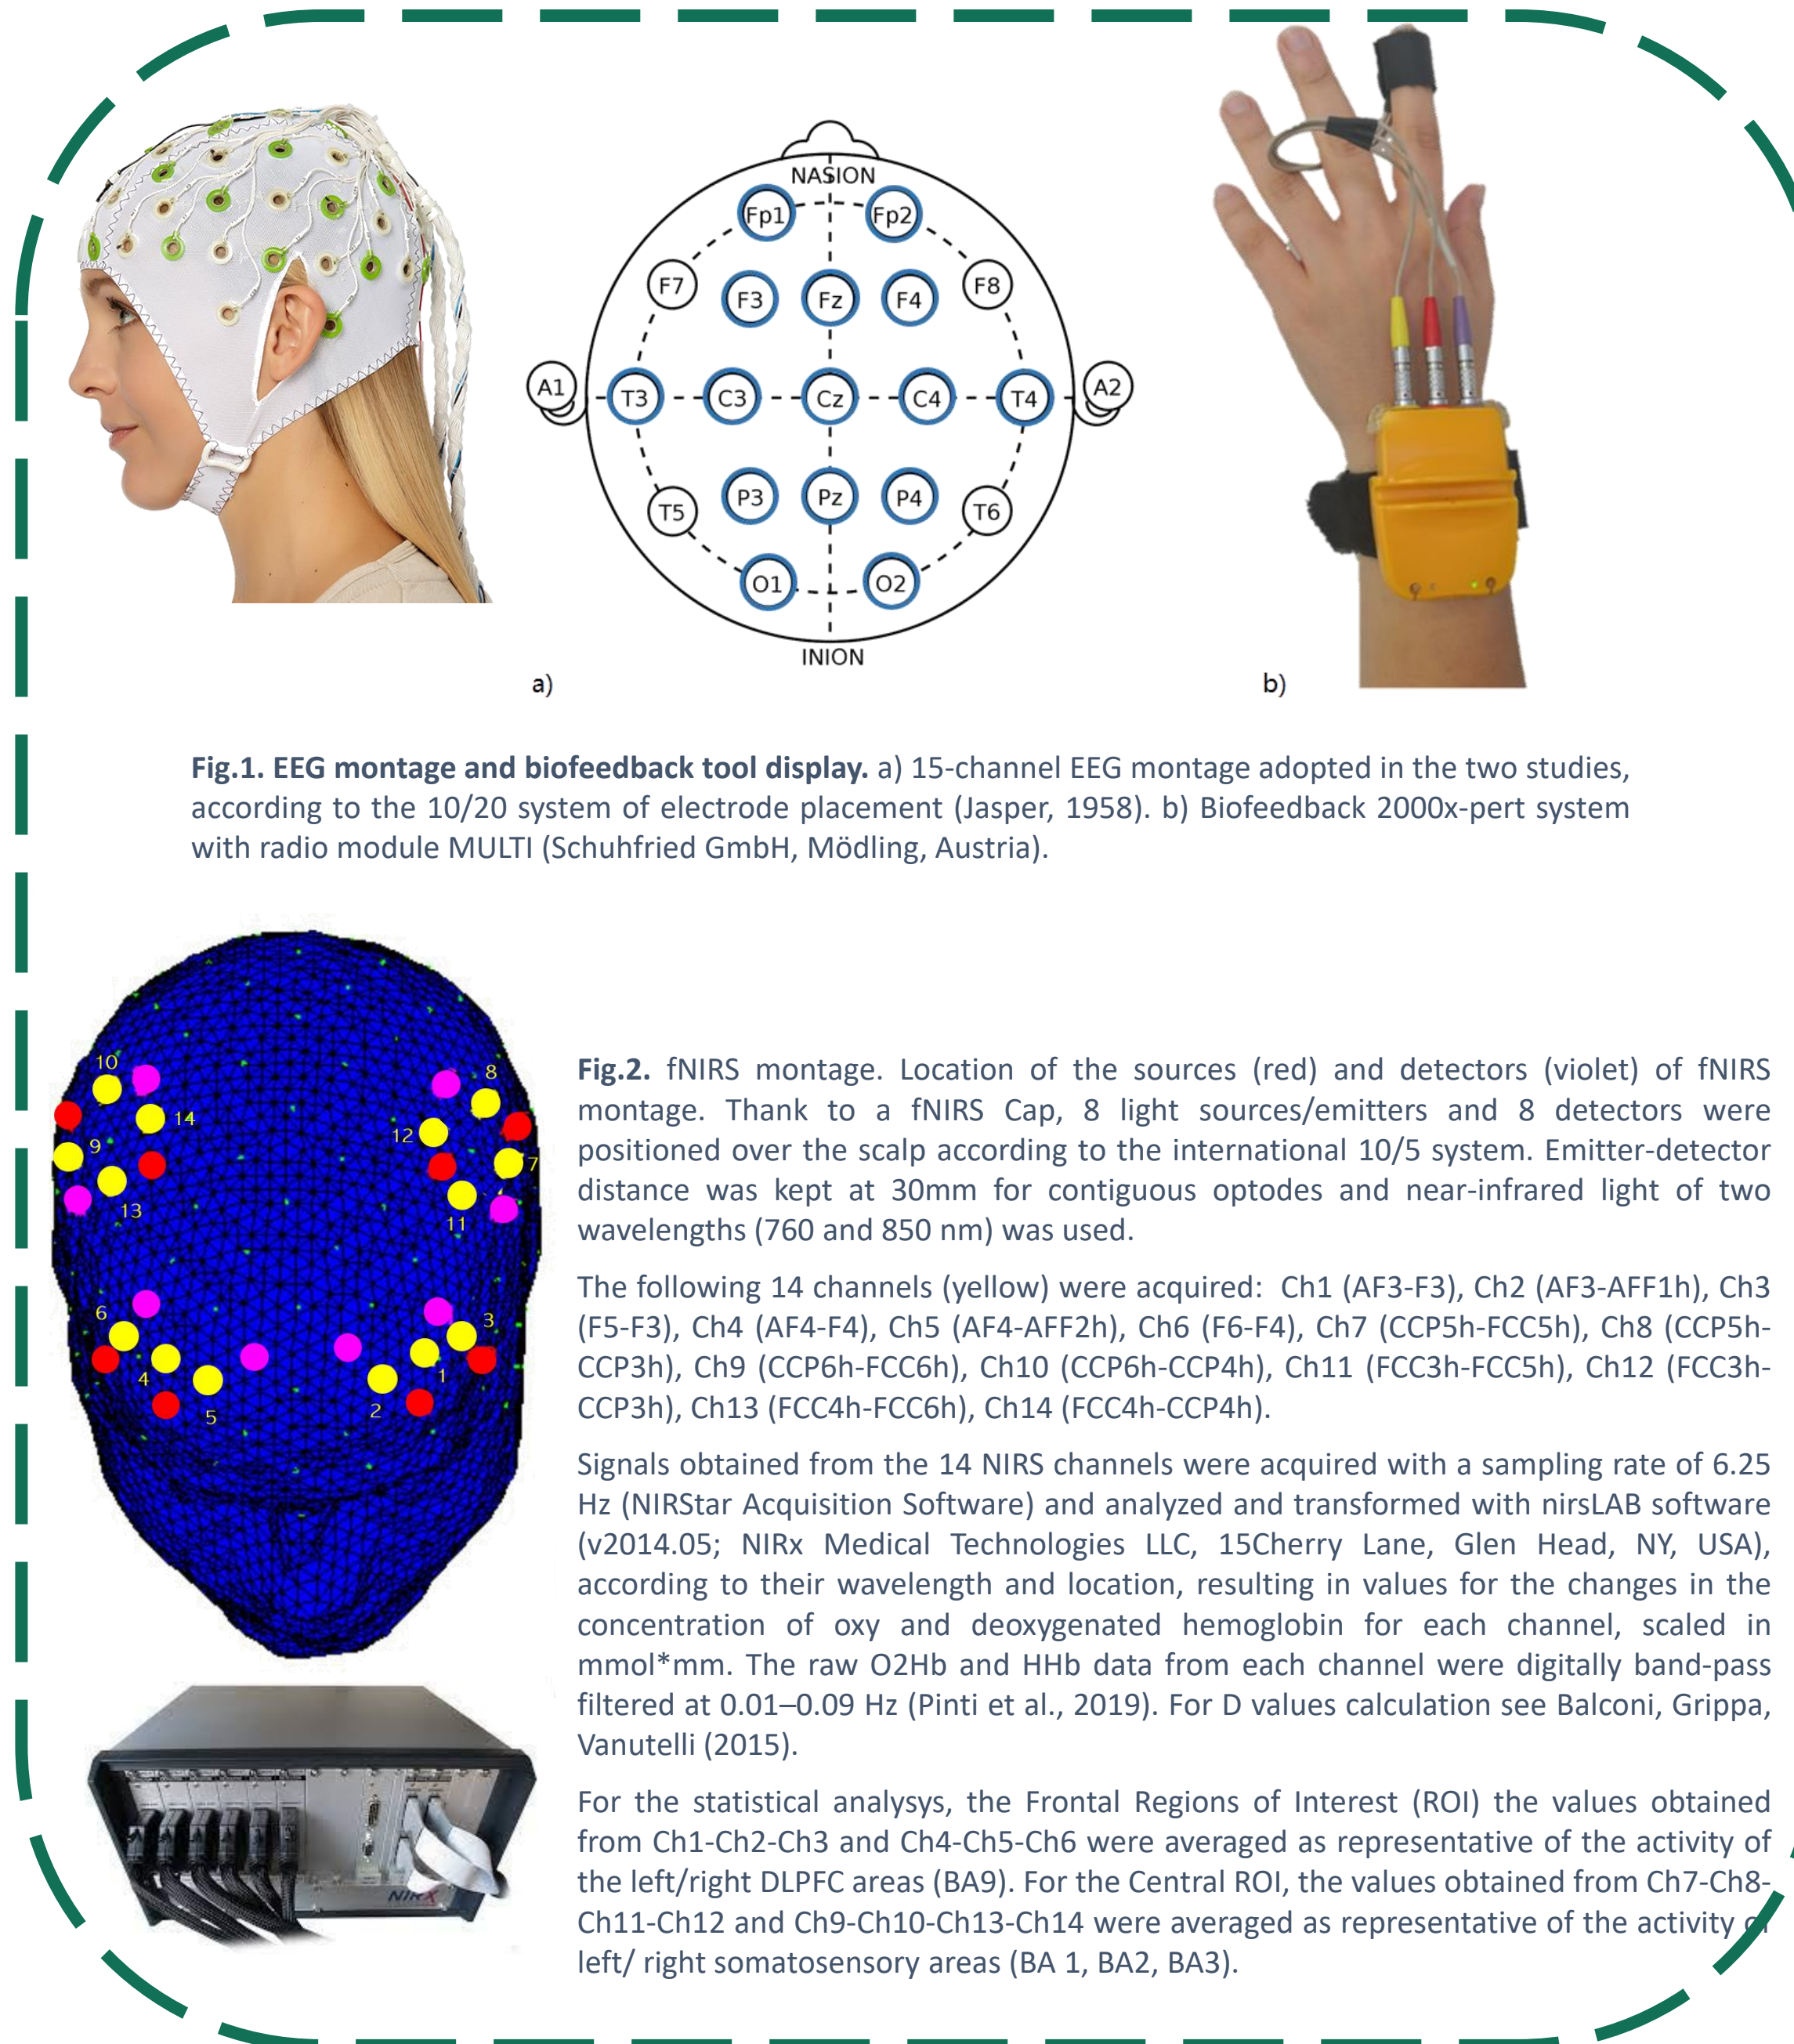 NASION
Fp1 Fp2
F7 F3 Fz F4 F8
A1 T3 C3 Cz C4 T4 A2
T5 P3 Pz P4 T6
O1 O2
INION
a)
b)
Fig.1. EEG montage and biofeedback tool display. a) 15-channel EEG montage adopted in the two studies,
according to the 10/20 system of electrode placement (Jasper, 1958). b) Biofeedback 2000x-pert system
with radio module MULTI (Schuhfried GmbH, Mödling, Austria).
10
8
14
12
9
7
13
11
6
3
4
1
5
2
NIRX
Fig.2. fNIRS montage. Location of the sources (red) and detectors (violet) of fNIRS
montage. Thank to a fNIRS Cap, 8 light sources/emitters and 8 detectors were
positioned over the scalp according to the international 10/5 system. Emitter-detector
distance was kept at 30mm for contiguous optodes and near-infrared light of two
wavelengths (760 and 850 nm) was used.
The following 14 channels (yellow) were acquired: Ch1 (AF3-F3), Ch2 (AF3-AFF1h), Ch3
(F5-F3), Ch4 (AF4-F4), Ch5 (AF4-AFF2h), Ch6 (F6-F4), Ch7 (CCP5h-FCC5h), Ch8 (CCP5h-
CCP3h), Ch9 (CCP6h-FCC6h), Ch10 (CCP6h-CCP4h), Ch11 (FCC3h-FCC5h), Ch12 (FCC3h-
CCP3h), Ch13 (FCC4h-FCC6h), Ch14 (FCC4h-CCP4h).
Signals obtained from the 14 NIRS channels were acquired with a sampling rate of 6.25
Hz (NIRStar Acquisition Software) and analyzed and transformed with nirsLAB software
(v2014.05; NIRx Medical Technologies LLC, 15Cherry Lane, Glen Head, NY, USA),
according to their wavelength and location, resulting in values for the changes in the
concentration of oxy and deoxygenated hemoglobin for each channel, scaled in
mmol*mm. The raw O2Hb and HHb data from each channel were digitally band-pass
filtered at 0.01–0.09 Hz (Pinti et al., 2019). For D values calculation see Balconi, Grippa,
Vanutelli (2015).
For the statistical analysys, the Frontal Regions of Interest (ROI) the values obtained
from Ch1-Ch2-Ch3 and Ch4-Ch5-Ch6 were averaged as representative of the activity of
the left/right DLPFC areas (BA9). For the Central ROI, the values obtained from Ch7-Ch8-
Ch11-Ch12 and Ch9-Ch10-Ch13-Ch14 were averaged as representative of the activity of
left/ right somatosensory areas (BA 1, BA2, BA3).